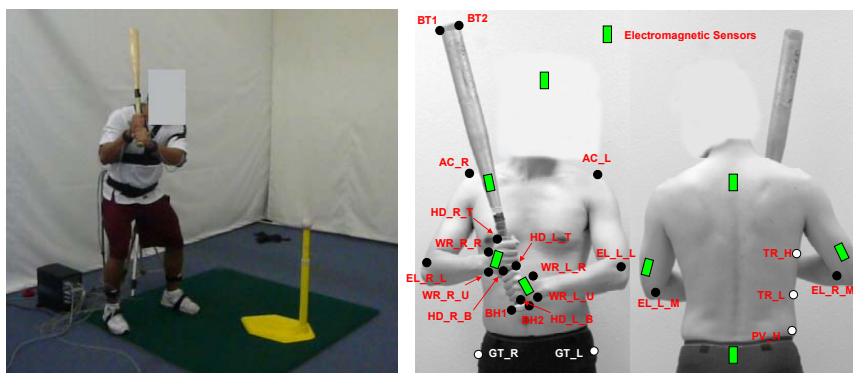 BT1
BT2
Electromagnetic Sensors
AC_R
AC_L
HD_R_T
WR_R_R
HD_L_T
EL_L_L
TR_H
EL_R_L
WR_L_R
EL_R_M
WR_R_U
WR_L_U
EL_L_M
TR_L
HD_R_B
BH1
BH2
HD_L_B
PV_H
GT_R
GT_L